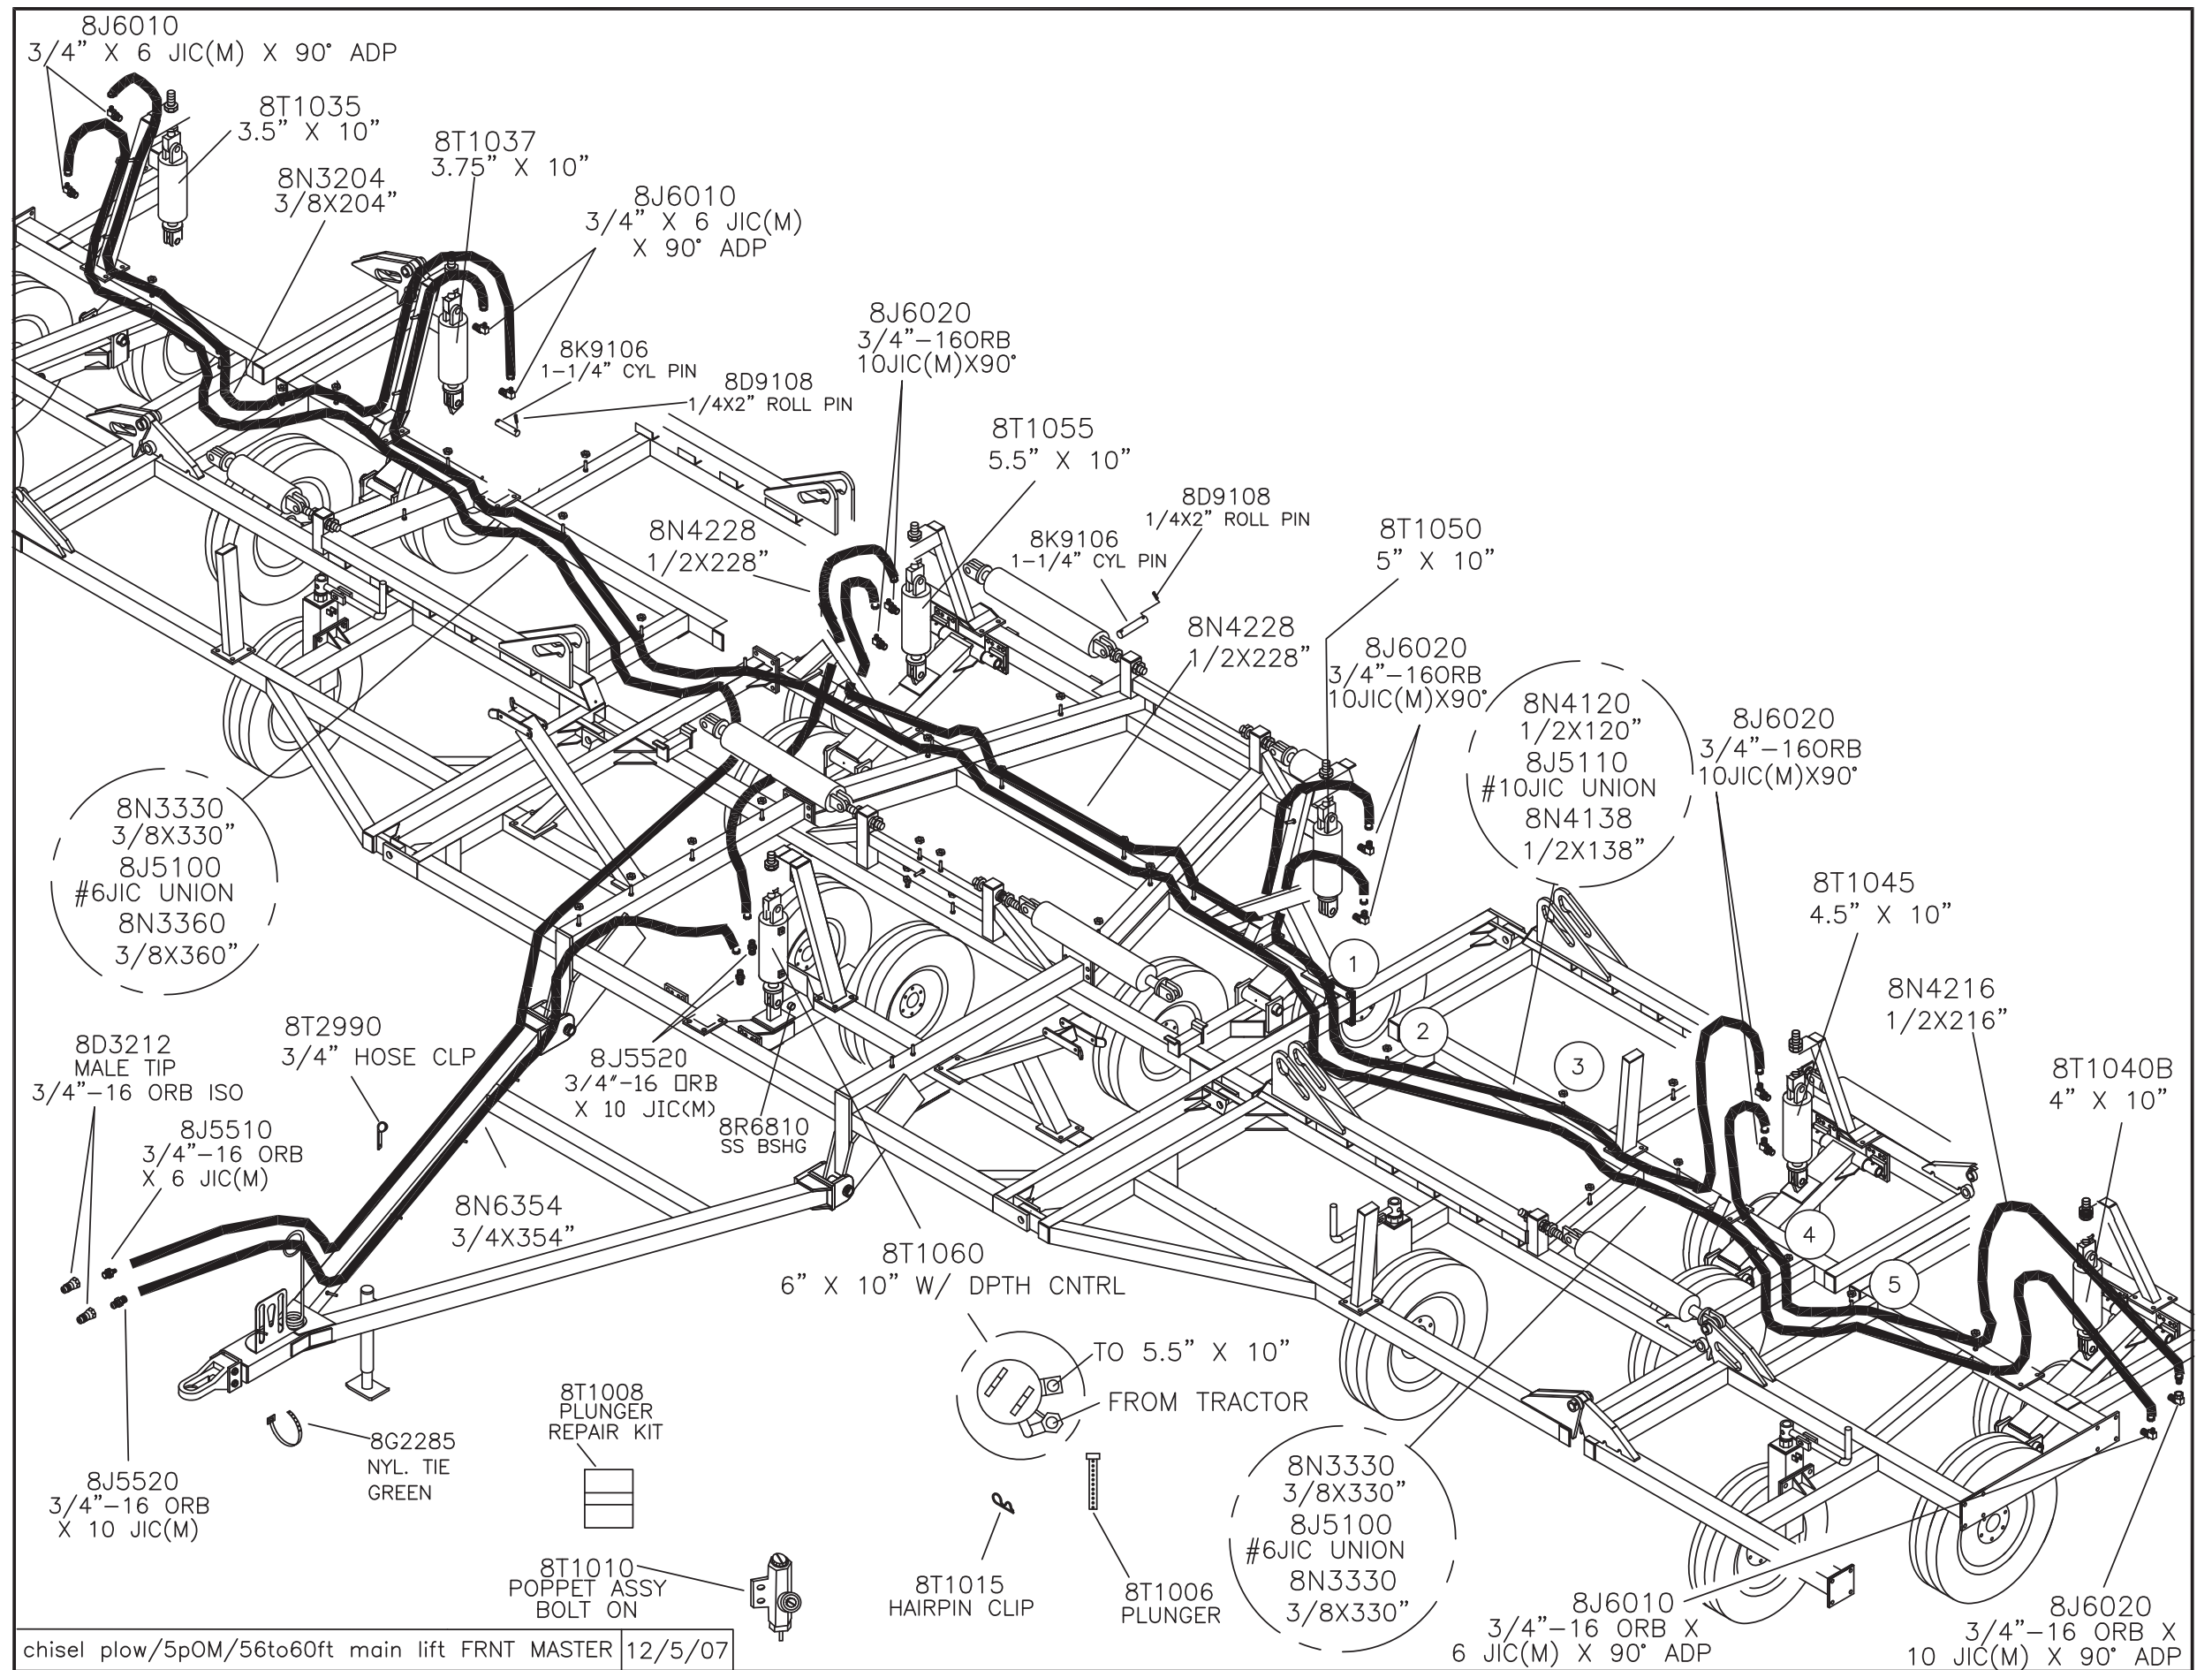 8J6010
3/4” X 6 JIC(M) X 90° ADP
8T1035
3.5” X 10”
8N3204
3/8X204”
8T1037
3.75” X 10”
8J6010
3/4” X 6 JIC(M)
X 90° ADP
8K9106
1-1/4” CYL PIN
8D9108
1/4X2” ROLL PIN
8J6020
3/4”-16ORB
10JIC(M)X90°
8T1055
5.5” X 10”
8N4228
1/2X228”
8K9106
1-1/4” CYL PIN
8D9108
1/4X2” ROLL PIN
8T1050
5” X 10”
8N4228
1/2X228”
8J6020
3/4”-16ORB
10JIC(M)X90°
8N4120
1/2X120”
8J5110
#10JIC UNION
8N4138
1/2X138”
8J6020
3/4”-16ORB
10JIC(M)X90°
8T1045
4.5” X 10”
8N4216
1/2X216”
8T1040B
4” X 10”
8N3330
3/8X330”
8J5100
#6JIC UNION
8N3360
3/8X360”
1
2
3
4
5
8T2990
3/4” HOSE CLP
8D3212
MALE TIP
3/4”-16 ORB ISO
8J5510
3/4”-16 ORB
X 6 JIC(M)
8J5520
3/4”-16 ORB
X 10 JIC(M)
8R6810
SS BSHG
8N6354
3/4X354”
8T1060
6” X 10” W/ DPTH CNTRL
TO 5.5” X 10”
FROM TRACTOR
8J5520
3/4”-16 ORB
X 10 JIC(M)
8G2285
NYL. TIE
GREEN
8T1008
PLUNGER
REPAIR KIT
8T1010
POPPET ASSY
BOLT ON
8T1015
HAIRPIN CLIP
8T1006
PLUNGER
8N3330
3/8X330”
8J5100
#6JIC UNION
8N3330
3/8X330”
8J6010
3/4”-16 ORB X
6 JIC(M) X 90° ADP
8J6020
3/4”-16 ORB X
10 JIC(M) X 90° ADP
chisel plow/5pOM/56to60ft main lift FRNT MASTER 12/5/07